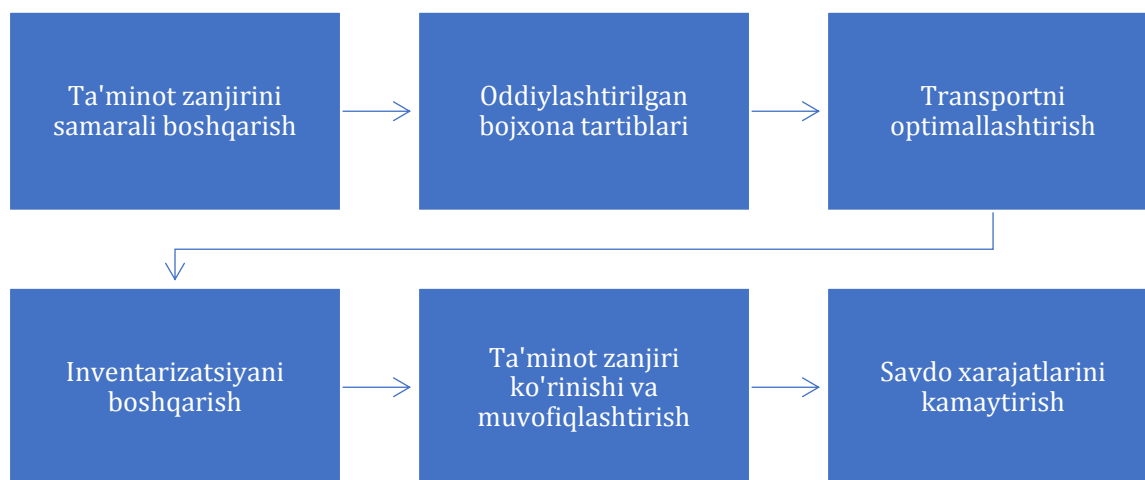 Ta'minot zanjirini
samarali boshqarish
Oddiylashtirilgan
bojxona tartiblari
Transportni
optimallashtirish
Inventarizatsiyani
boshqarish
Ta'minot zanjiri
ko'rinishi va
muvofiqlashtirish
Savdo xarajatlarini
kamaytirish